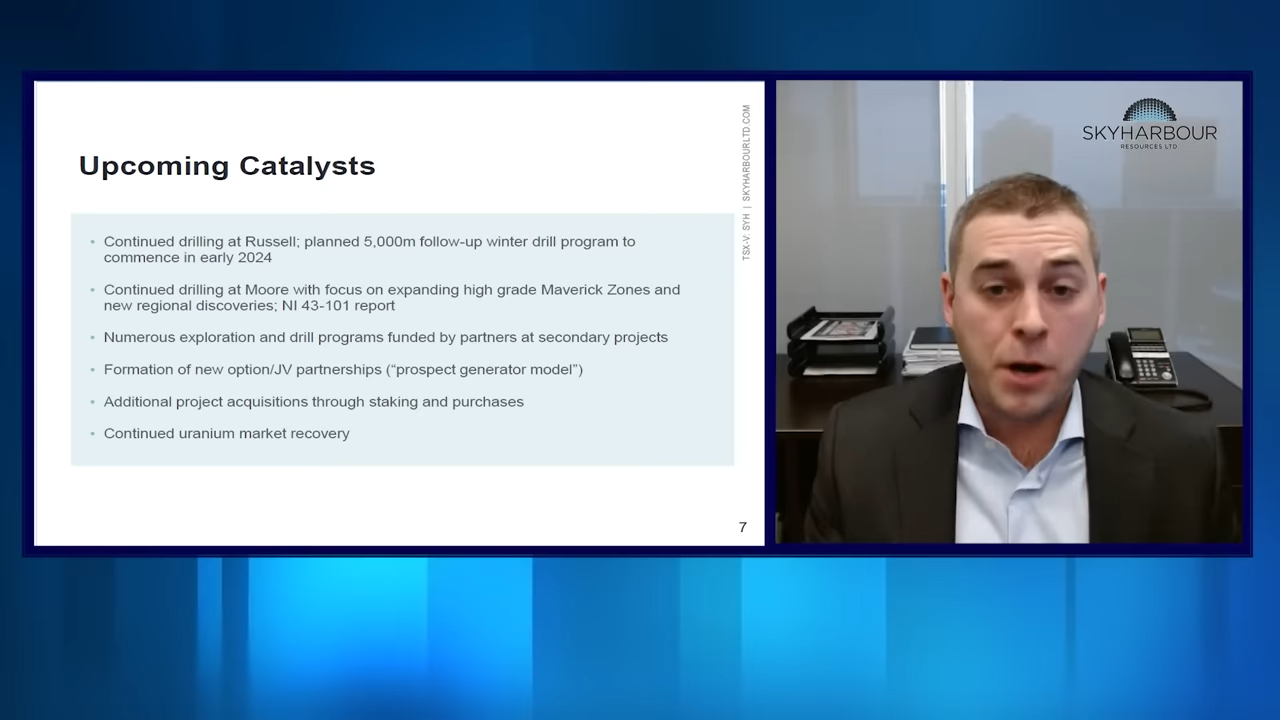 Upcoming Catalysts
• Continued drilling at Russell; planned 5,000m follow-up winter drill program to
commence in early 2024
• Continued drilling at Moore with focus on expanding high grade Maverick Zones and
new regional discoveries; NI 43-101 report
• Numerous exploration and drill programs funded by partners at secondary projects
• Formation of new option/JV partnerships (“prospect generator model”)
• Additional project acquisitions through staking and purchases
• Continued uranium market recovery
7
TSX-V: SYH | SKYHARBOURLTD.COM
SKYHARBOUR
RESOURCES LTD